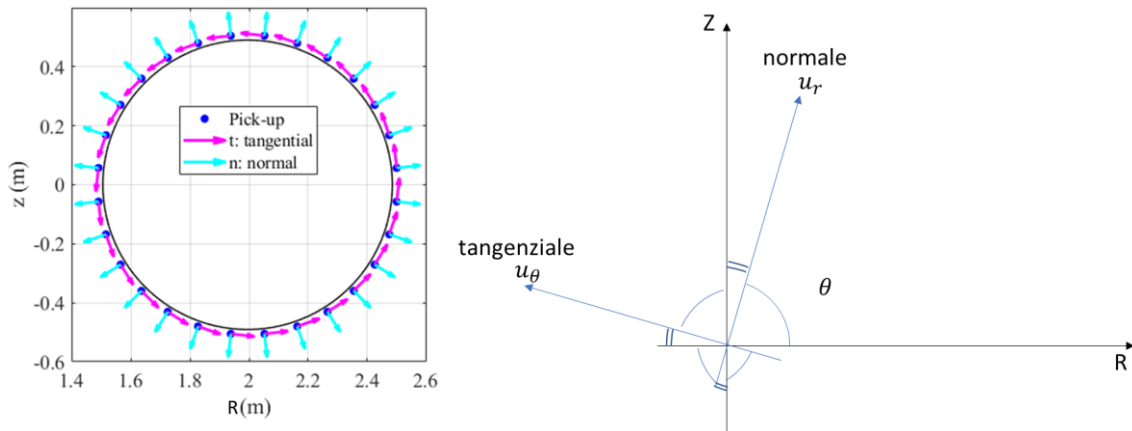 0.4
0.2
0
-0.2
-0.4
-0.6
z (m)
Pick-up
t: tangential
n: normal
1.4 1.6 1.8 2 2.2 2.4 2.6
R(m)
Z
normale
u_r
tangenziale
u_θ
θ
R